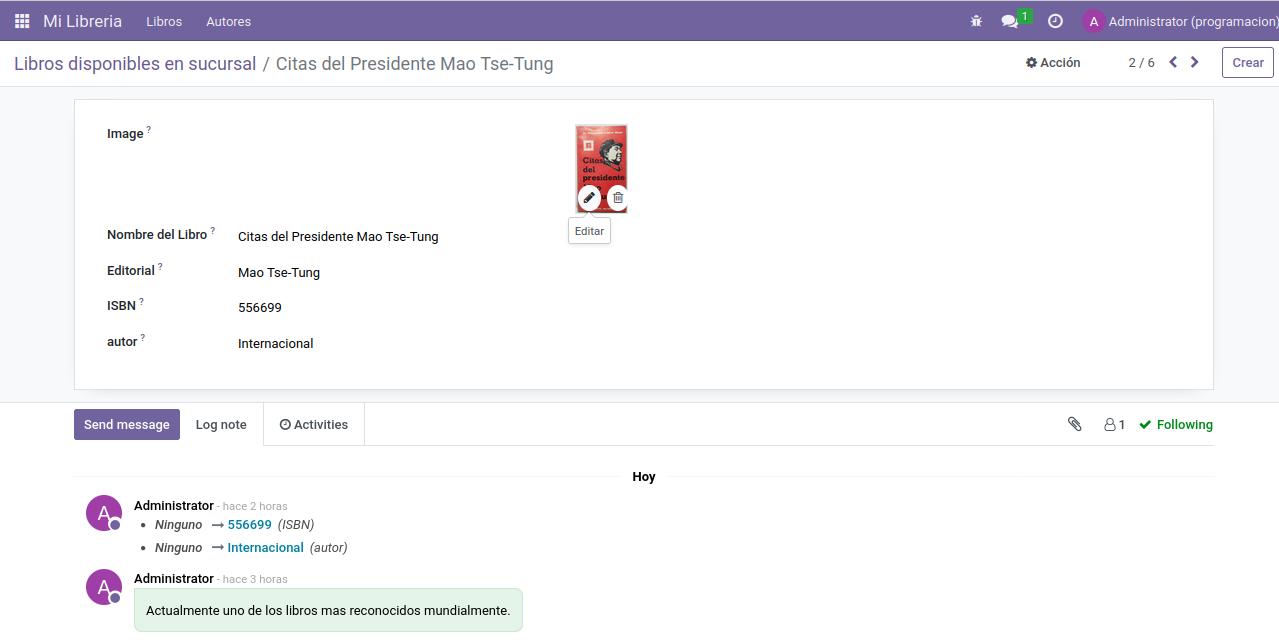 Mi Libreria Libros Autores 1 A Administrator (programacion)
Libros disponibles en sucursal / Citas del Presidente Mao Tse-Tung Acción 2 / 6 Crear
Image ?
Citas
del
presidente
Editar
Nombre del Libro ? Citas del Presidente Mao Tse-Tung
Editorial ? Mao Tse-Tung
ISBN ? 556699
autor ? Internacional
Send message Log note Activities 1 Following
Hoy
A Administrator - hace 2 horas
• Ninguno → 556699 (ISBN)
• Ninguno → Internacional (autor)
A Administrator - hace 3 horas
Actualmente uno de los libros mas reconocidos mundialmente.